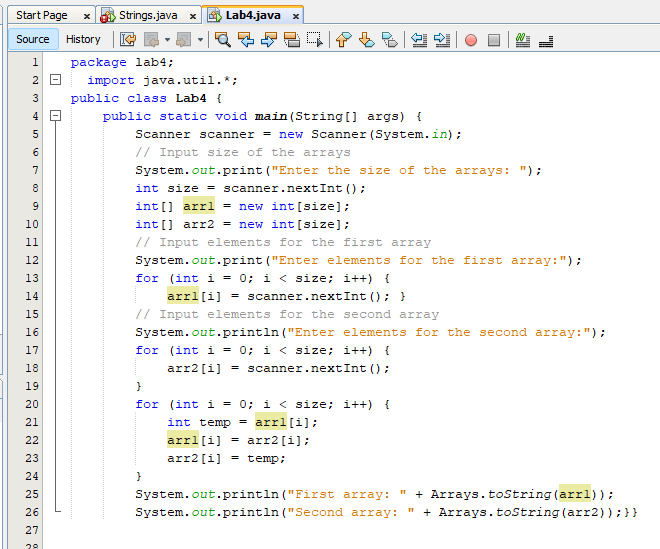 Start Page Strings.java Lab4.java
Source History
1 package lab4;
2 import java.util.*;
3 public class Lab4 {
4 public static void main(String[] args) {
5 Scanner scanner = new Scanner(System.in);
6 // Input size of the arrays
7 System.out.print("Enter the size of the arrays: ");
8 int size = scanner.nextInt();
9 int[] arr1 = new int[size];
10 int[] arr2 = new int[size];
11 // Input elements for the first array
12 System.out.print("Enter elements for the first array:");
13 for (int i = 0; i < size; i++) {
14 arr1[i] = scanner.nextInt(); }
15 // Input elements for the second array
16 System.out.println("Enter elements for the second array:");
17 for (int i = 0; i < size; i++) {
18 arr2[i] = scanner.nextInt();
19 }
20 for (int i = 0; i < size; i++) {
21 int temp = arr1[i];
22 arr1[i] = arr2[i];
23 arr2[i] = temp;
24 }
25 System.out.println("First array: " + Arrays.toString(arr1));
26 System.out.println("Second array: " + Arrays.toString(arr2));}}
27
28